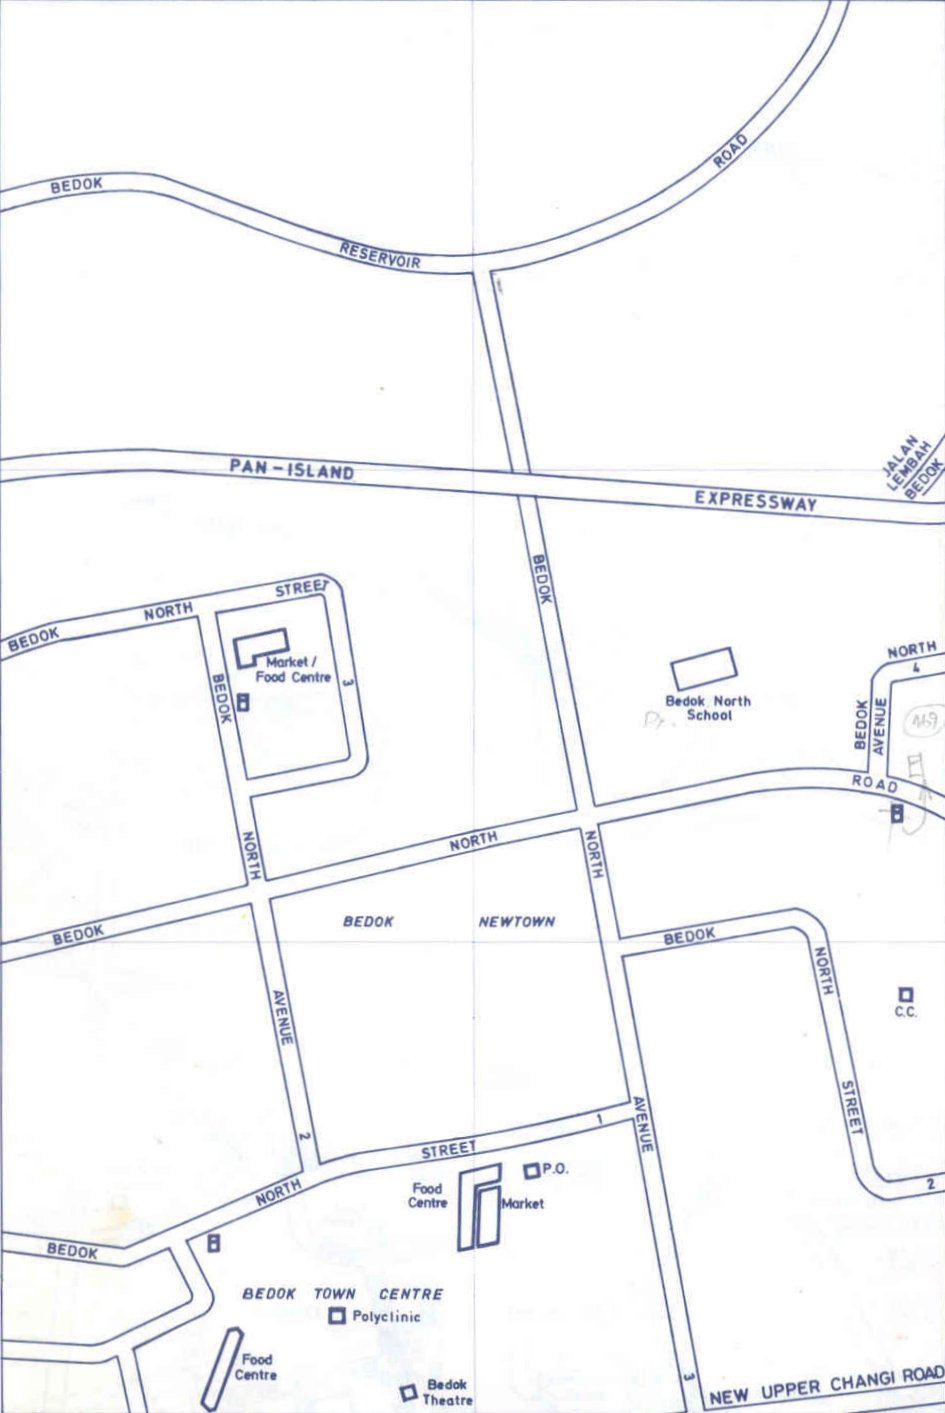 ROAD
BEDOK
RESERVOIR
JALAN
LEMBAH
BEDOK
PAN-ISLAND
EXPRESSWAY
BEDOK
STREET
NORTH
BEDOK
Market /
Food Centre
3
BEDOK
NORTH
4
Bedok North
School
BEDOK
AVENUE
469
ROAD
NORTH
NORTH
NORTH
BEDOK
BEDOK NEWTOWN
BEDOK
NORTH
C.C.
AVENUE
STREET
2
AVENUE
1
STREET
P.O.
2
NORTH
Food
Centre
Market
BEDOK
BEDOK TOWN CENTRE
Polyclinic
Food
Centre
Bedok
Theatre
3
NEW UPPER CHANGI ROAD